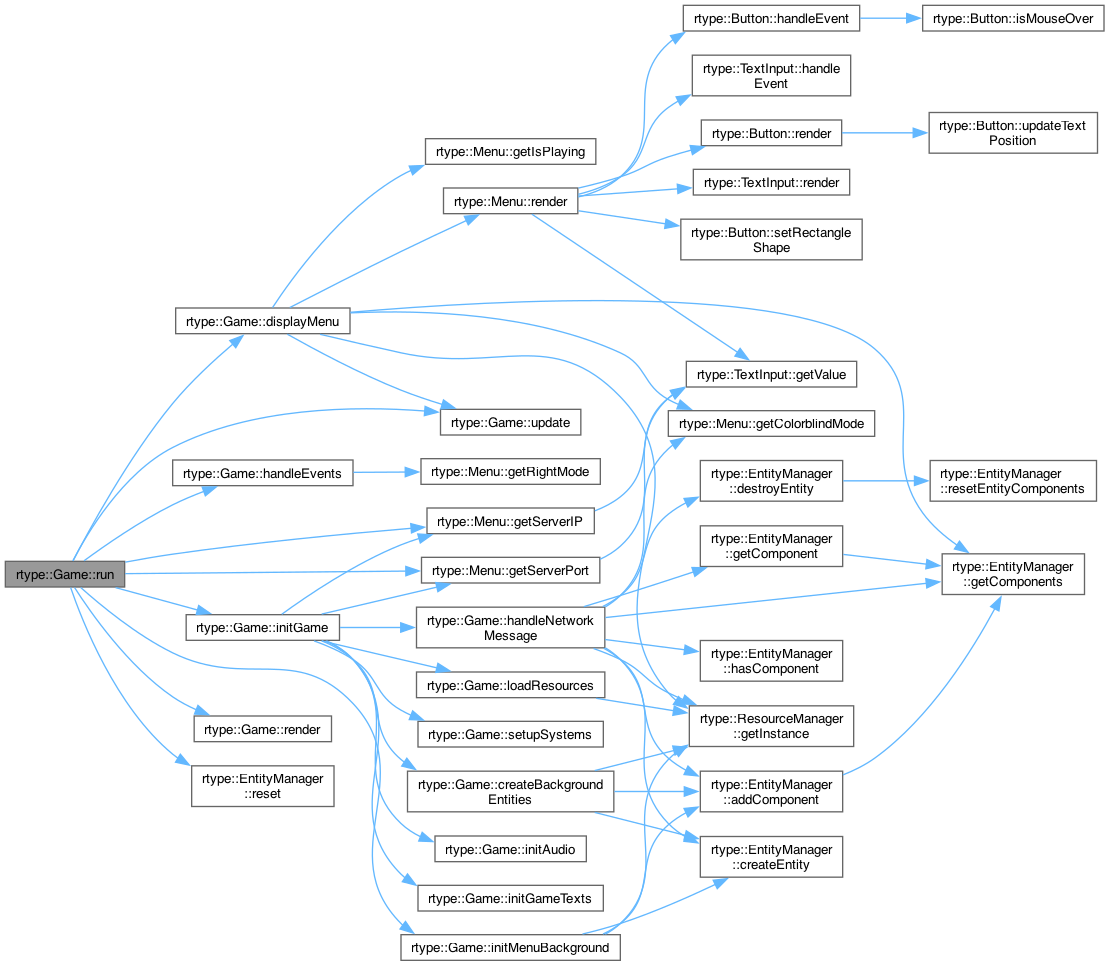 rtype::Game::run
rtype::Game::displayMenu
rtype::Game::handleEvents
rtype::Game::initGame
rtype::Game::render
rtype::EntityManager
::reset
rtype::Menu::getIsPlaying
rtype::Menu::render
rtype::Game::update
rtype::Menu::getRightMode
rtype::Menu::getServerIP
rtype::Menu::getServerPort
rtype::Game::handleNetwork
Message
rtype::Game::loadResources
rtype::Game::setupSystems
rtype::Game::createBackground
Entities
rtype::Game::initAudio
rtype::Game::initGameTexts
rtype::Game::initMenuBackground
rtype::Button::handleEvent
rtype::TextInput::handle
Event
rtype::Button::render
rtype::TextInput::render
rtype::Button::setRectangle
Shape
rtype::TextInput::getValue
rtype::Menu::getColorblindMode
rtype::EntityManager
::destroyEntity
rtype::EntityManager
::getComponent
rtype::EntityManager
::hasComponent
rtype::ResourceManager
::getInstance
rtype::EntityManager
::addComponent
rtype::EntityManager
::createEntity
rtype::Button::isMouseOver
rtype::Button::updateText
Position
rtype::EntityManager
::resetEntityComponents
rtype::EntityManager
::getComponents